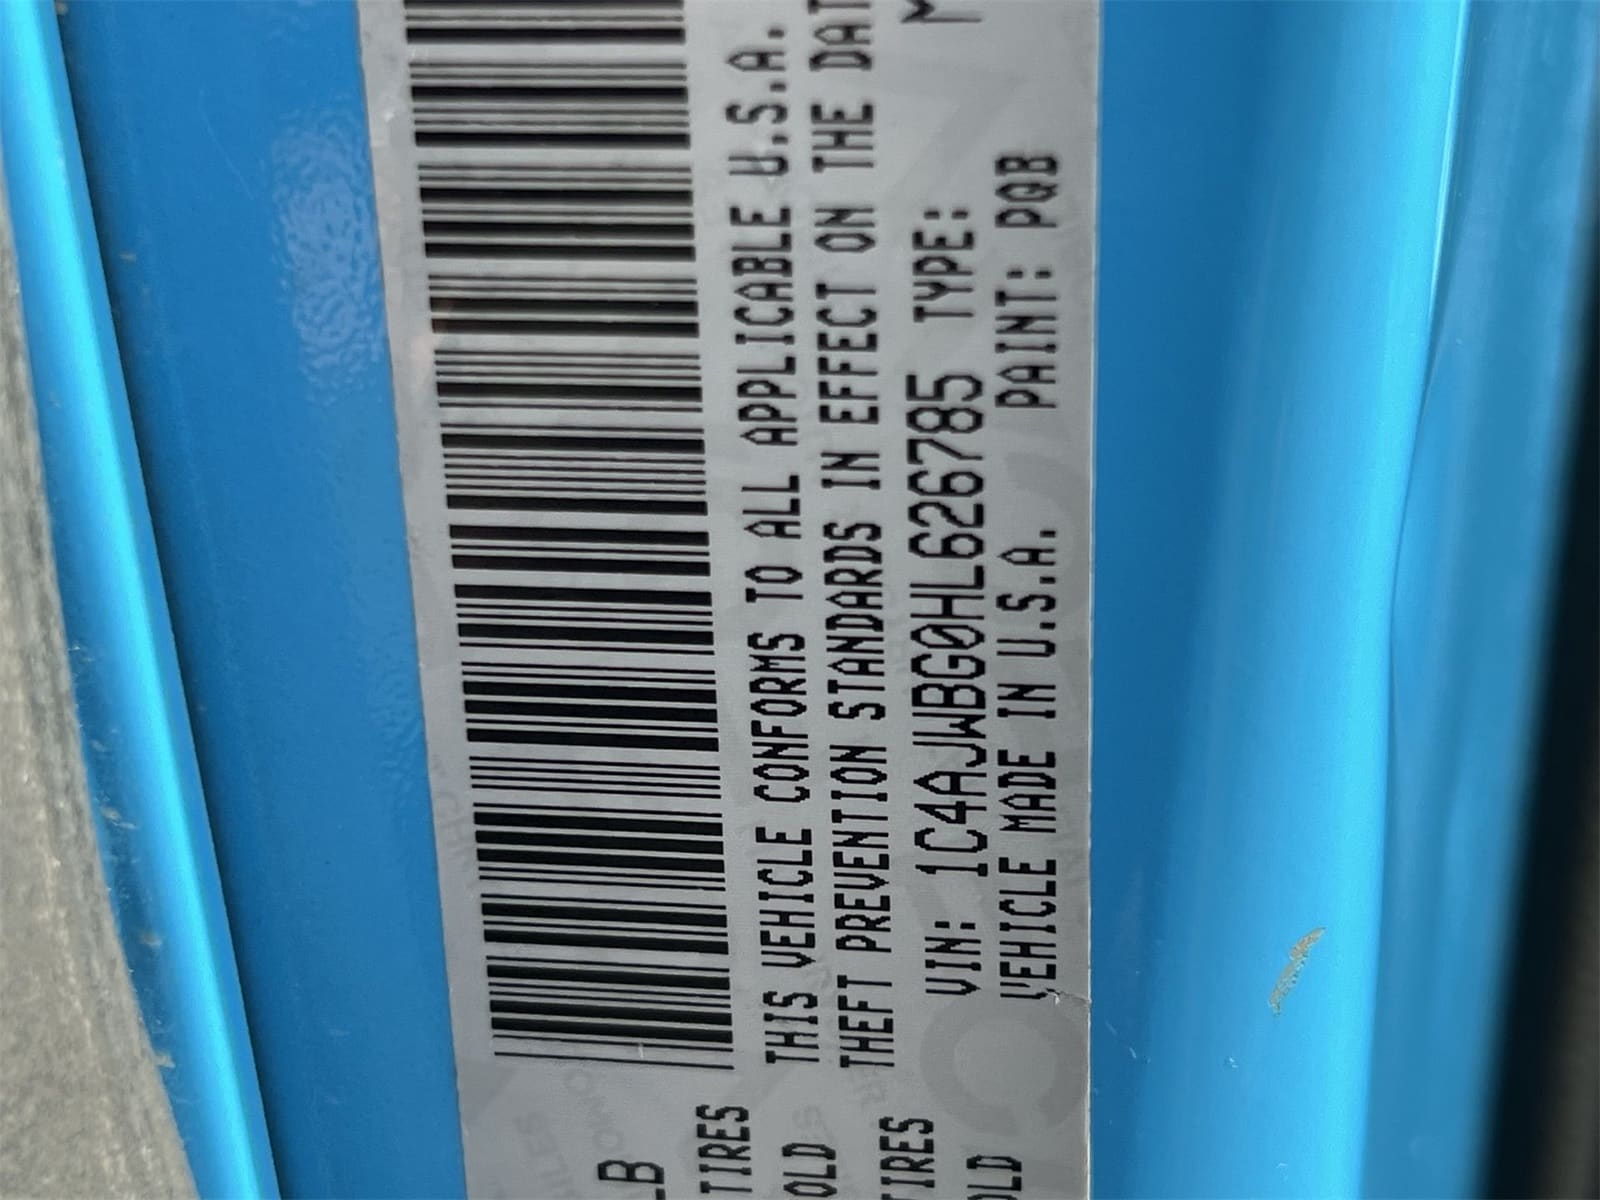 LB
TIRES
OLD
TIRES
OLD
THIS VEHICLE CONFORMS TO ALL APPLICABLE U.S.A.
THEFT PREVENTION STANDARDS IN EFFECT ON THE DAT
VIN: 1C4AJWBG0HL626785 TYPE: M
VEHICLE MADE IN U.S.A. PAINT: PQB